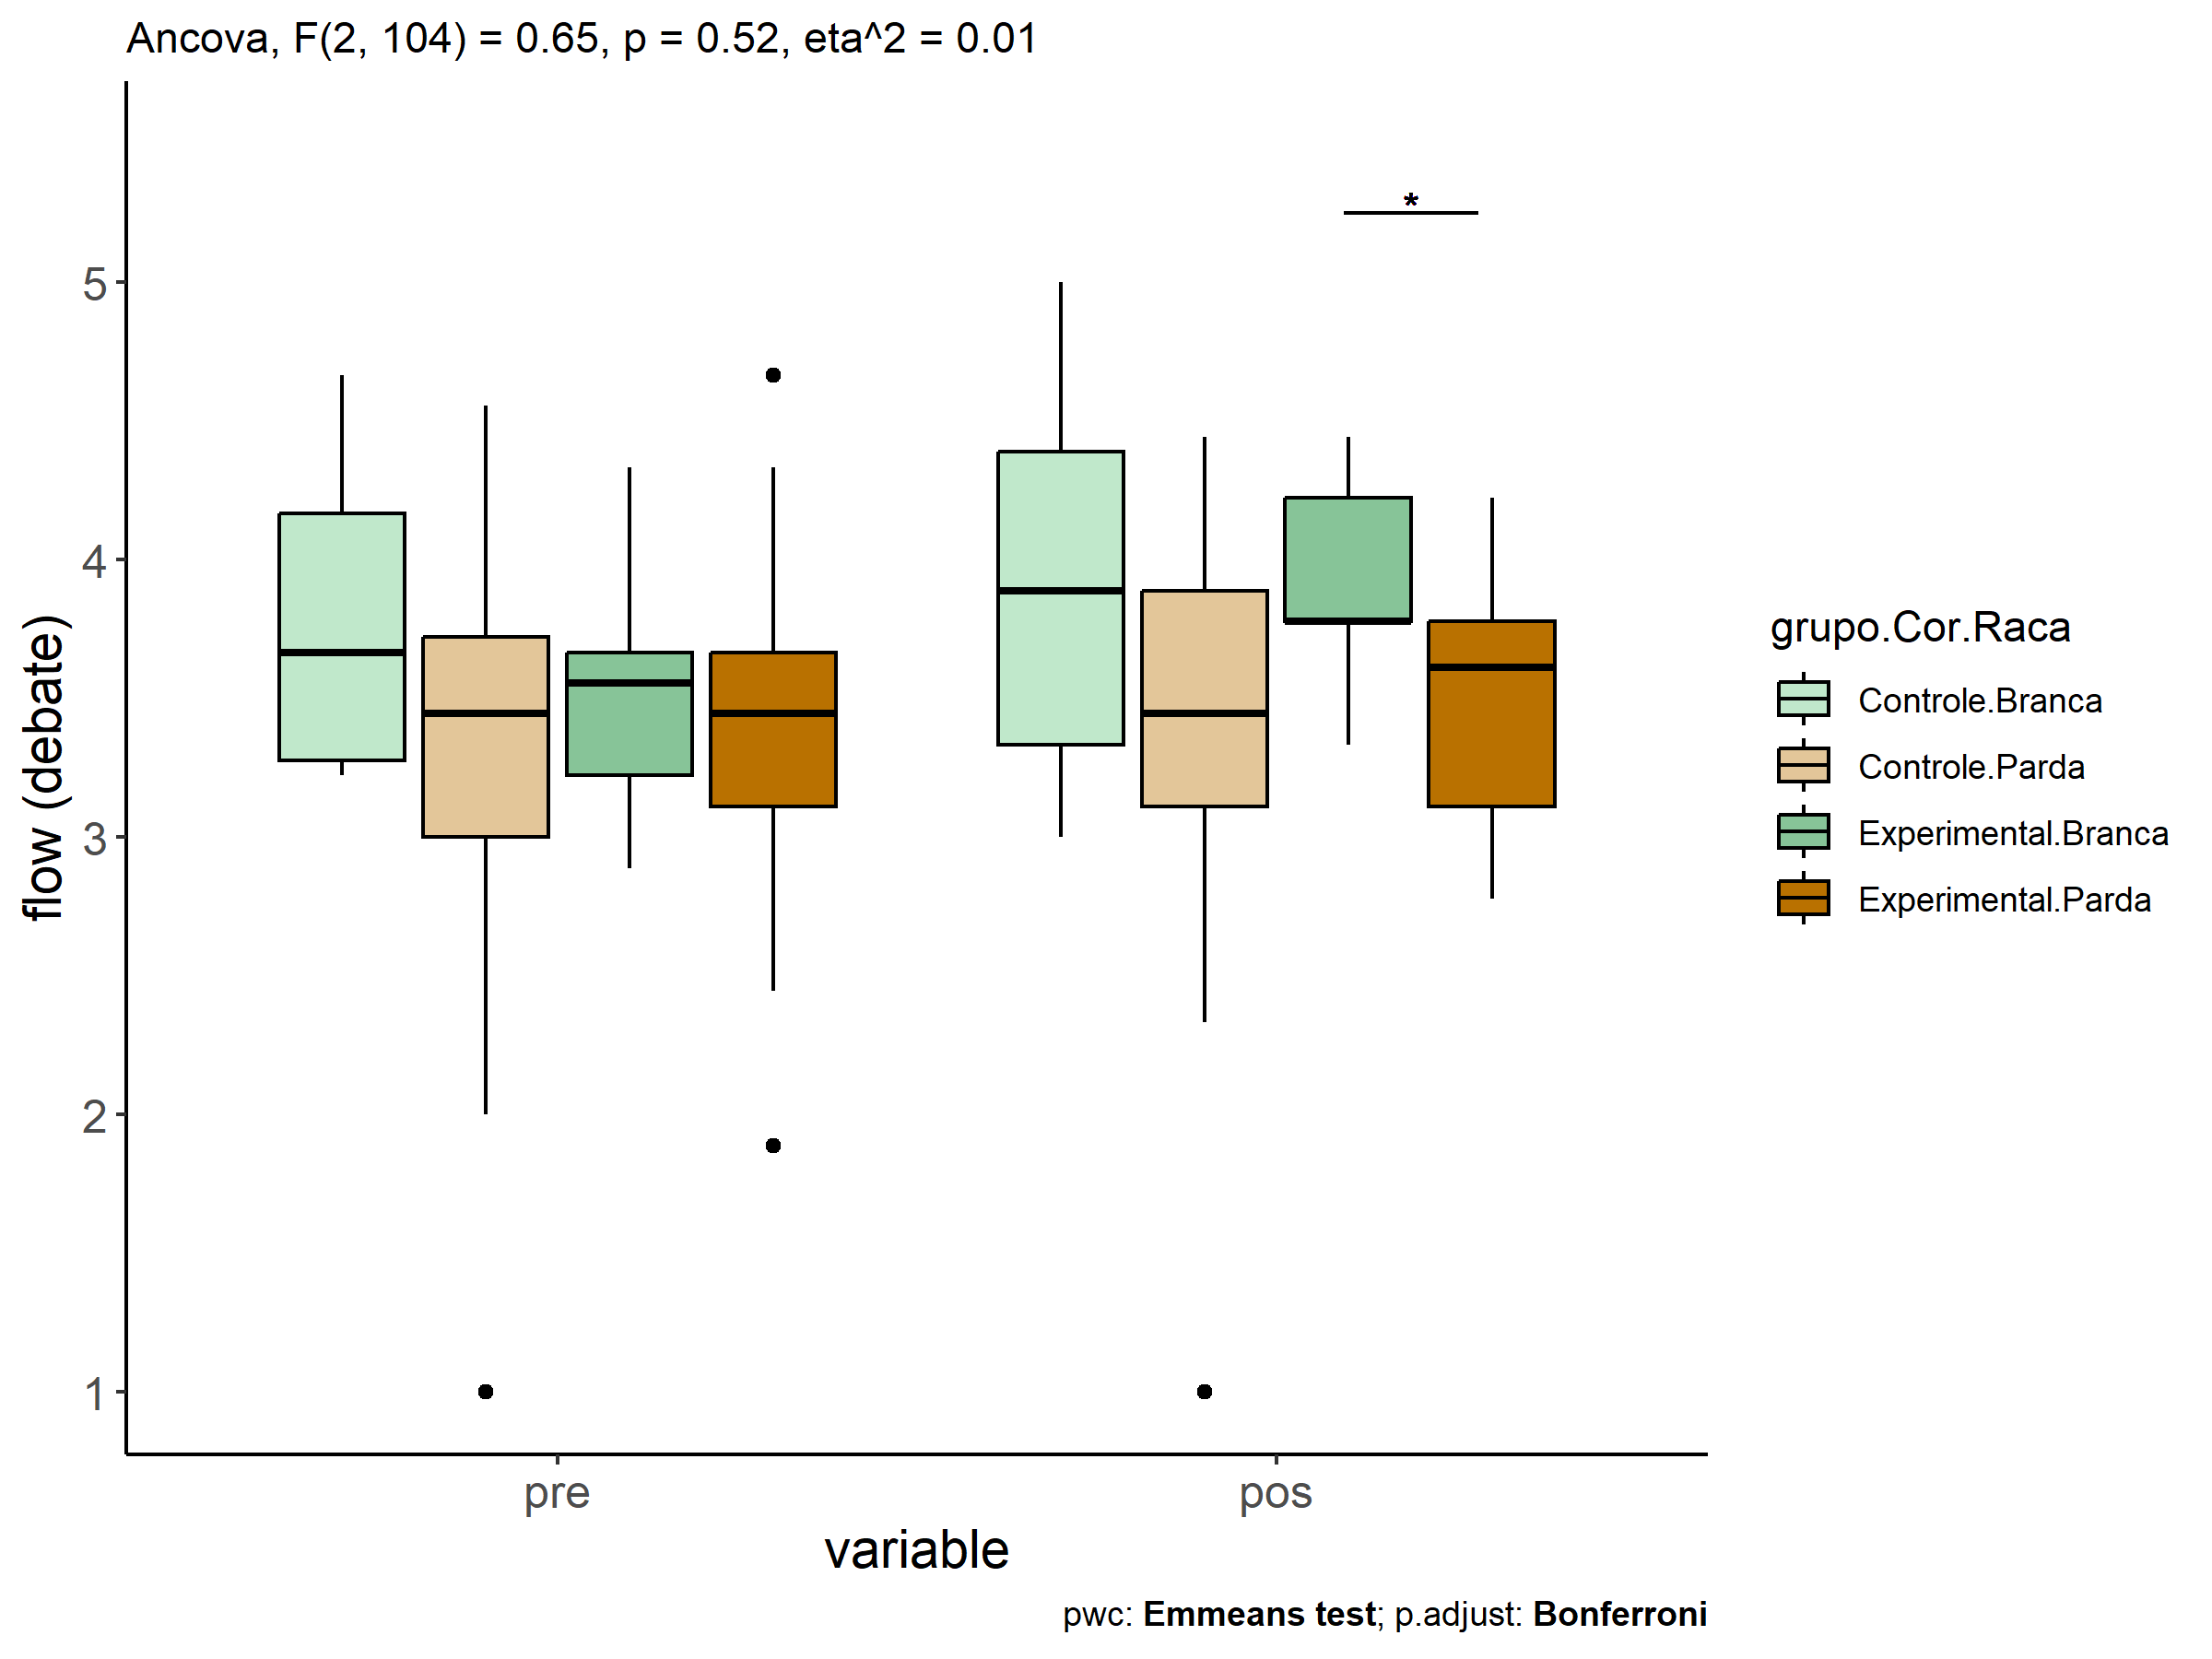 Ancova, F(2, 104) = 0.65, p = 0.52, eta^2 = 0.01
*
5
4
3
2
1
flow (debate)
pre
pos
variable
grupo.Cor.Raca
Controle.Branca
Controle.Parda
Experimental.Branca
Experimental.Parda
pwc: Emmeans test; p.adjust: Bonferroni